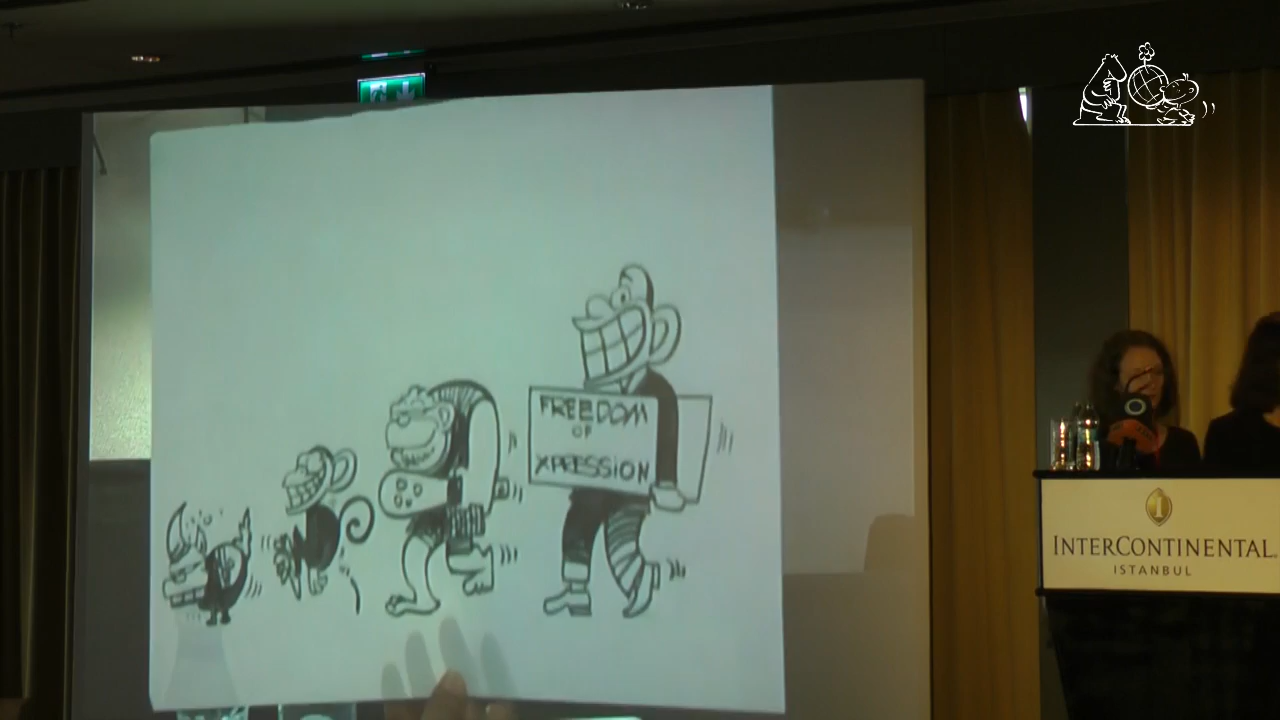 FREEDOM
OF
XPRESSION
INTERCONTINENTAL
ISTANBUL